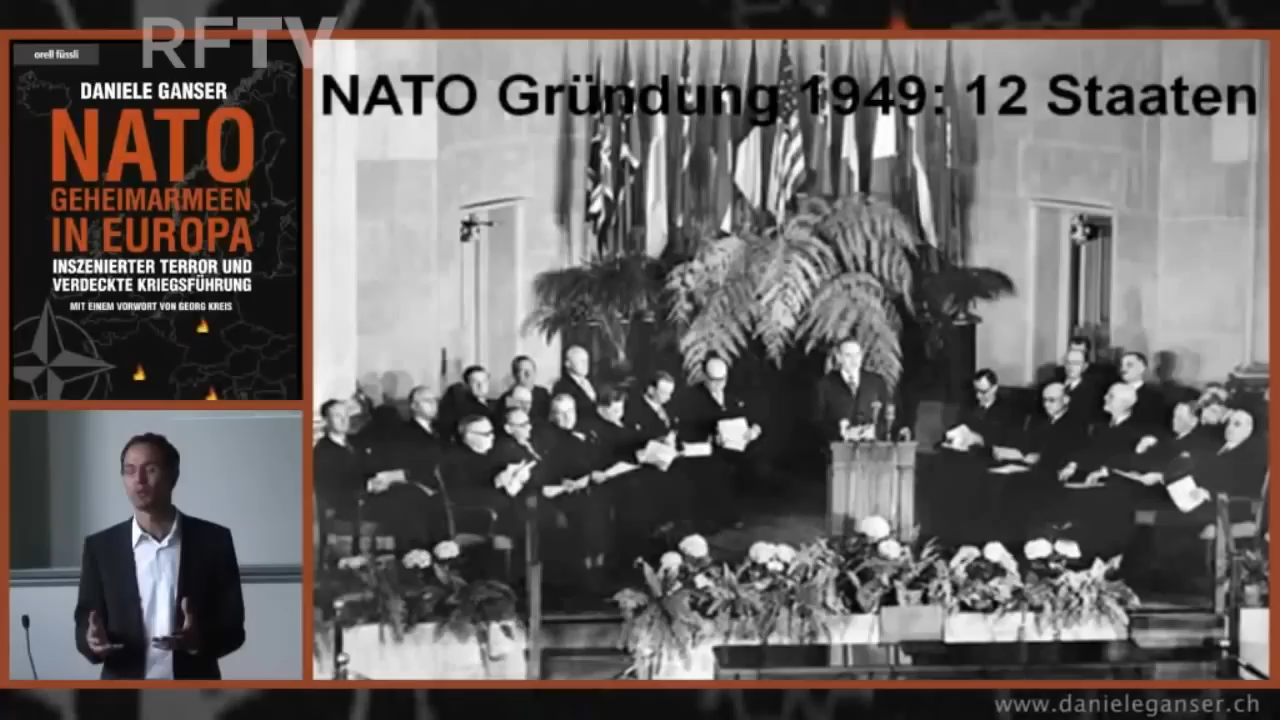 RFTV
orell füssli
DANIELE GANSER
NATO
GEHEIMARMEEN
IN EUROPA
INSZENIERTER TERROR UND
VERDECKTE KRIEGSFÜHRUNG
MIT EINEM VORWORT VON GEORG KREIS
NATO Gründung 1949: 12 Staaten
www.danieleganser.ch